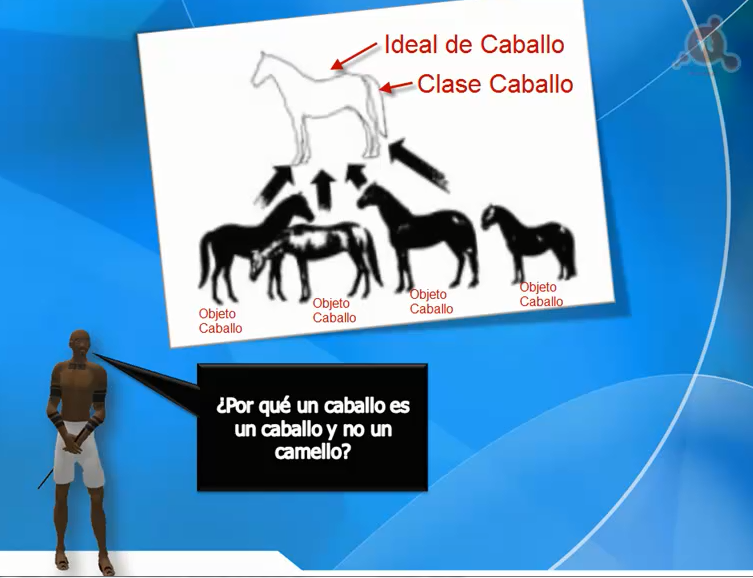 Ideal de Caballo
Clase Caballo
Objeto
Caballo
Objeto
Caballo
Objeto
Caballo
Objeto
Caballo
¿Por qué un caballo es
un caballo y no un
camello?